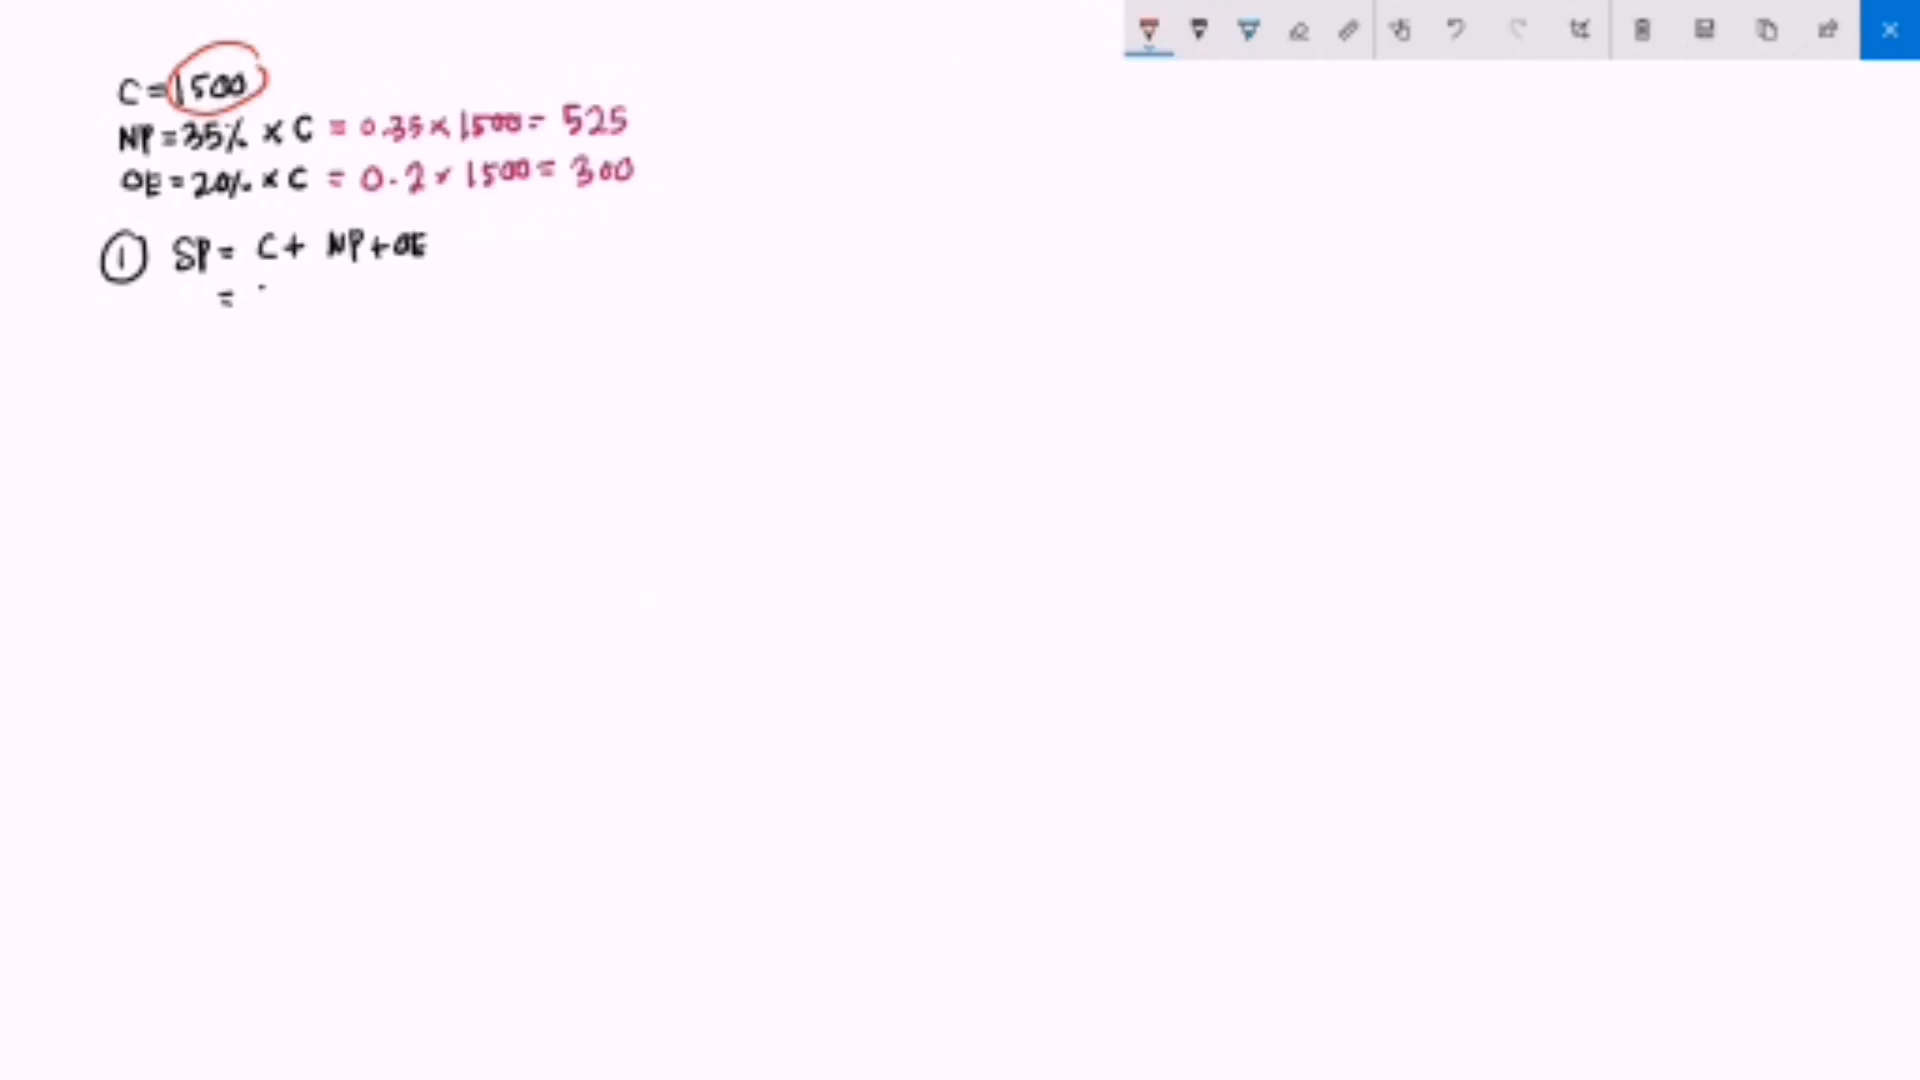 C = 1500
NP = 35% × C = 0.35 × 1500 = 525
OE = 20% × C = 0.2 × 1500 = 300
① SP = C + NP + OE
=